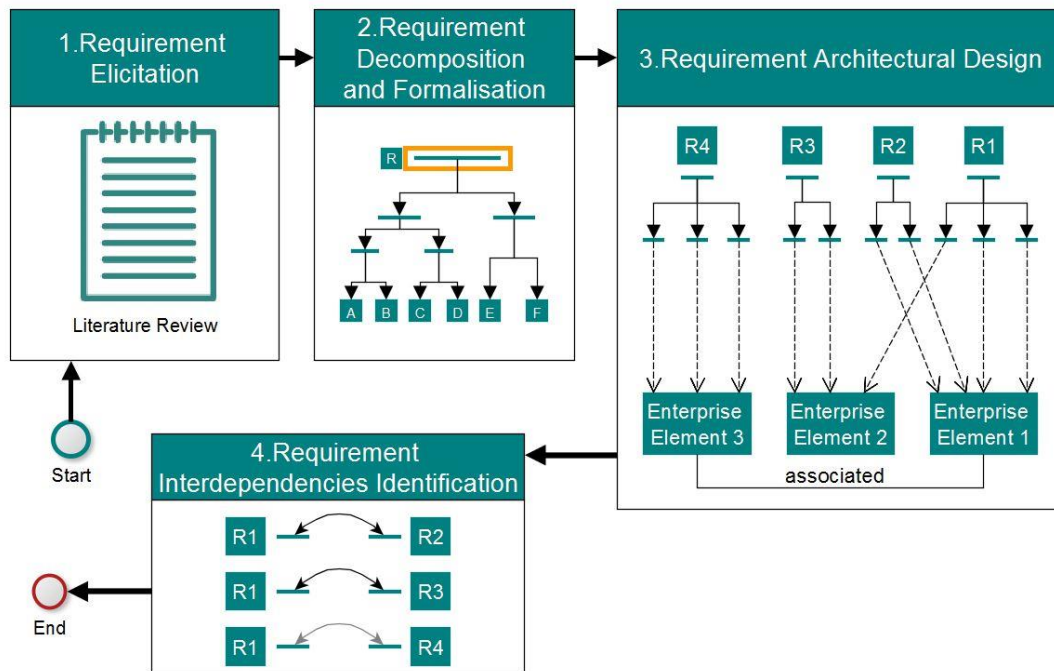 1.Requirement
Elicitation
Literature Review
Start
2.Requirement
Decomposition
and Formalisation
R
A B C D E F
3.Requirement Architectural Design
R4 R3 R2 R1
Enterprise
Element 3
Enterprise
Element 2
Enterprise
Element 1
associated
4.Requirement
Interdependencies Identification
R1 R2
R1 R3
R1 R4
End